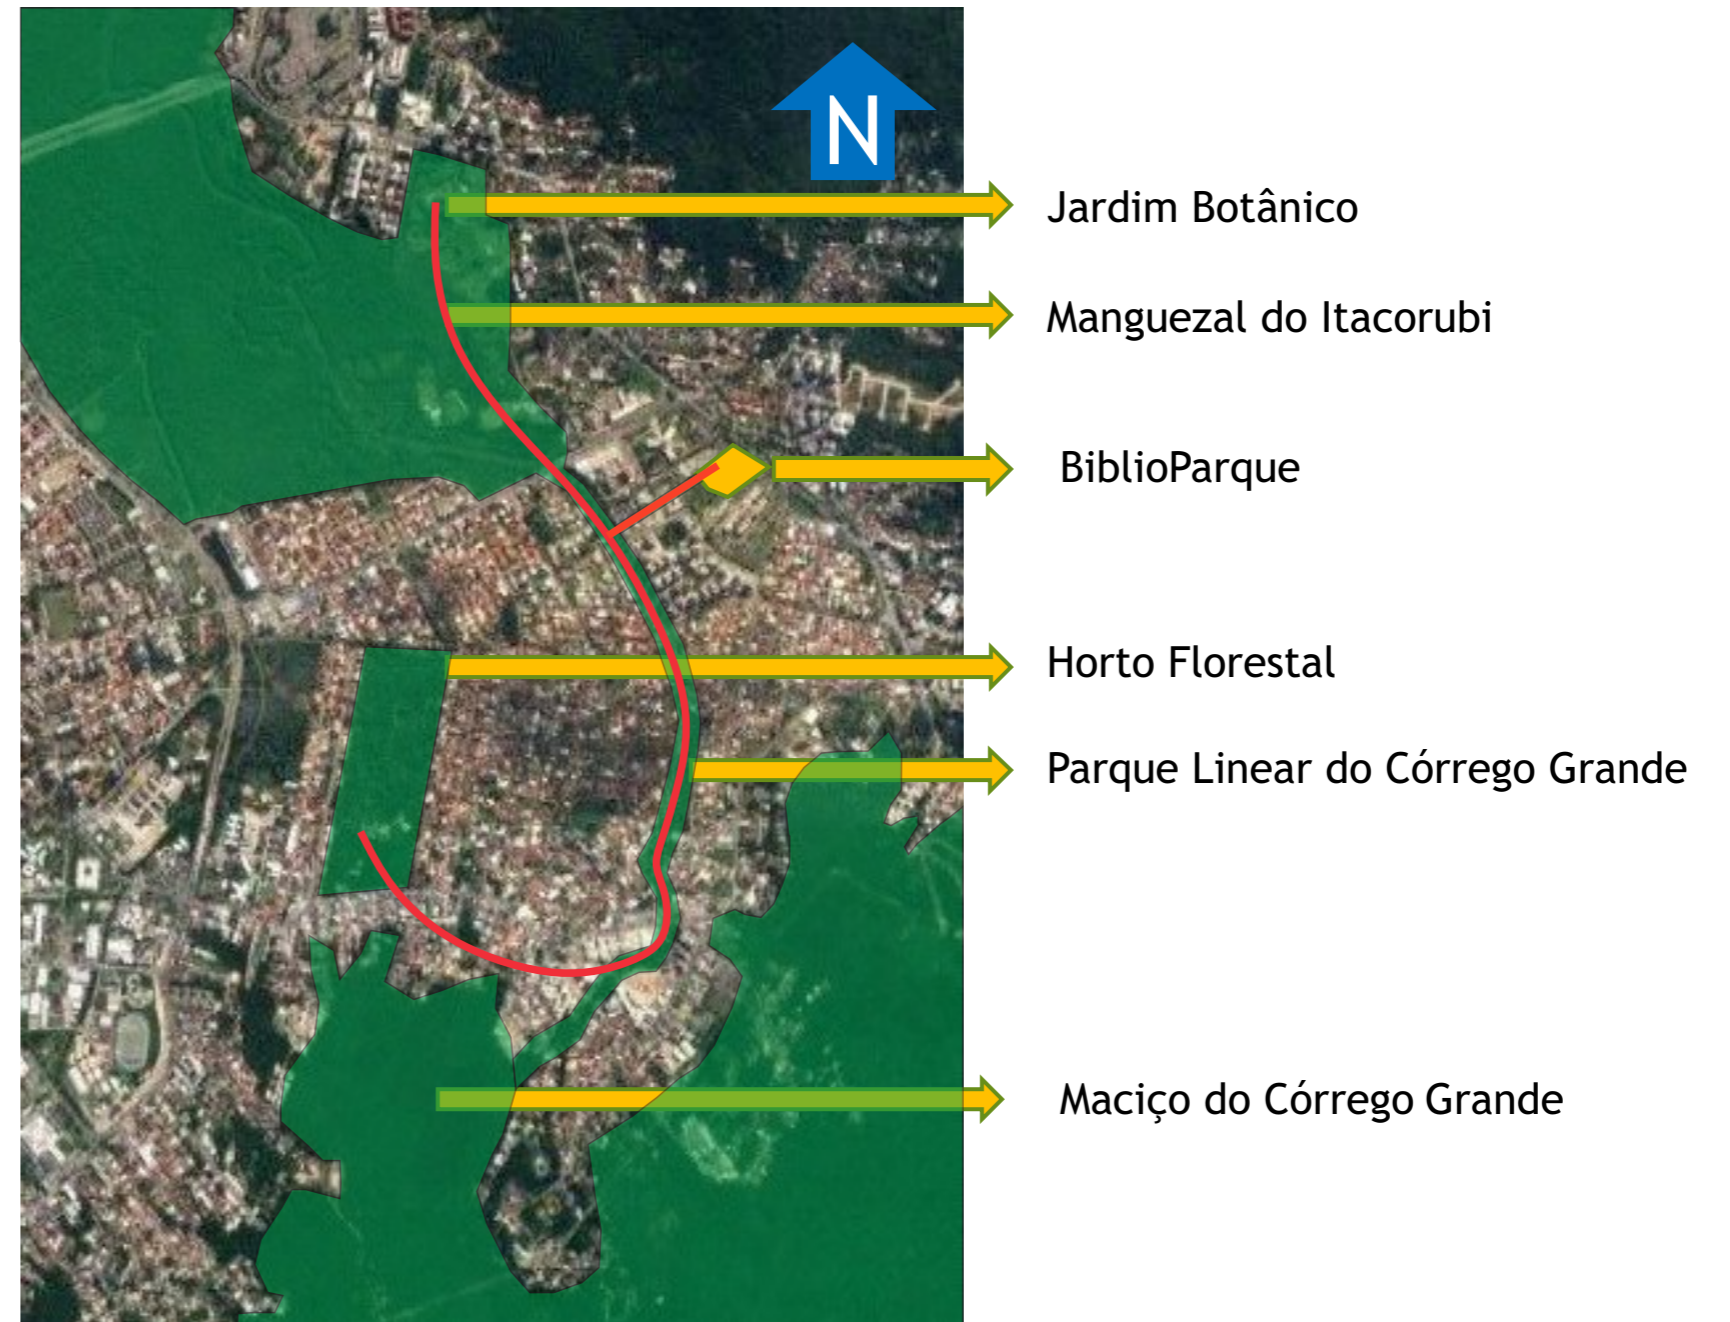 N
Jardim Botânico
Manguezal do Itacorubi
BiblioParque
Horto Florestal
Parque Linear do Córrego Grande
Maciço do Córrego Grande